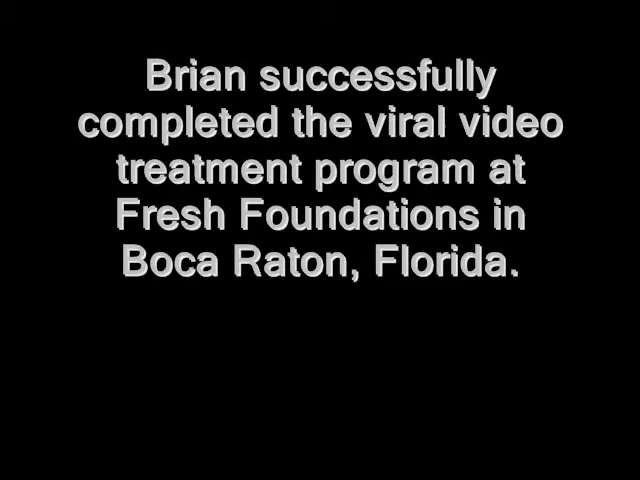 Brian successfully
completed the viral video
treatment program at
Fresh Foundations in
Boca Raton, Florida.